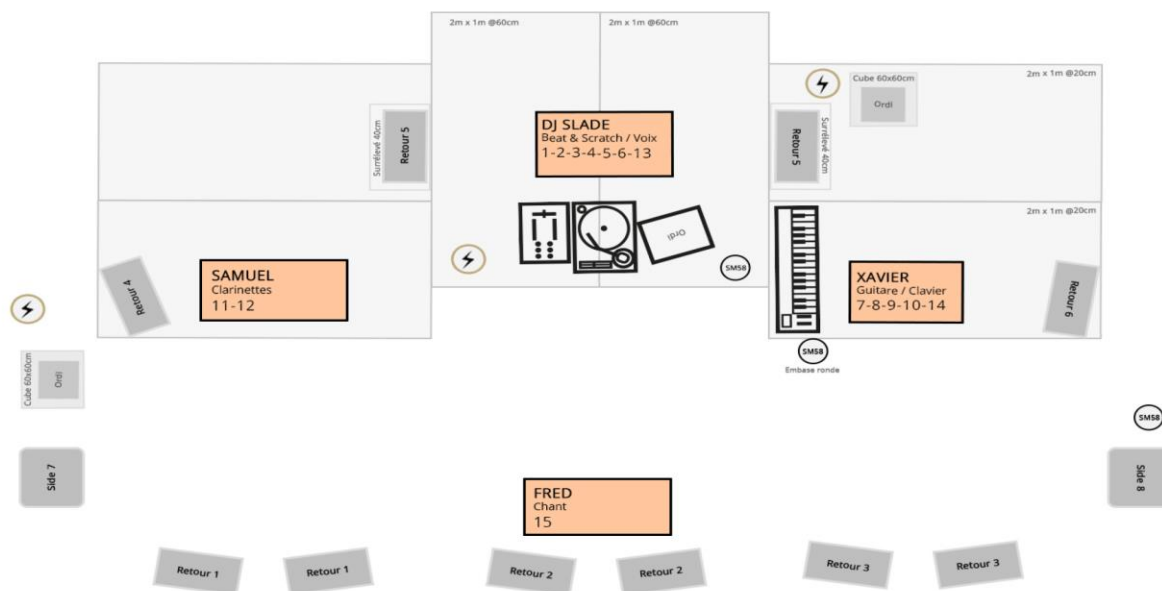 2m x 1m @60cm
2m x 1m @60cm
Cube 60x60cm
2m x 1m @20cm
Ordi
DJ SLADE
Beat & Scratch / Voix
1-2-3-4-5-6-13
Surrélevé 40cm
Retour 5
Retour 5
Surrélevé 40cm
2m x 1m @20cm
Ordi
SM58
SAMUEL
Clarinettes
11-12
Retour 4
XAVIER
Guitare / Clavier
7-8-9-10-14
Retour 6
SM58
Embase ronde
Cube 60x60cm
Ordi
SM58
Side 7
Side 8
FRED
Chant
15
Retour 1
Retour 1
Retour 2
Retour 2
Retour 3
Retour 3